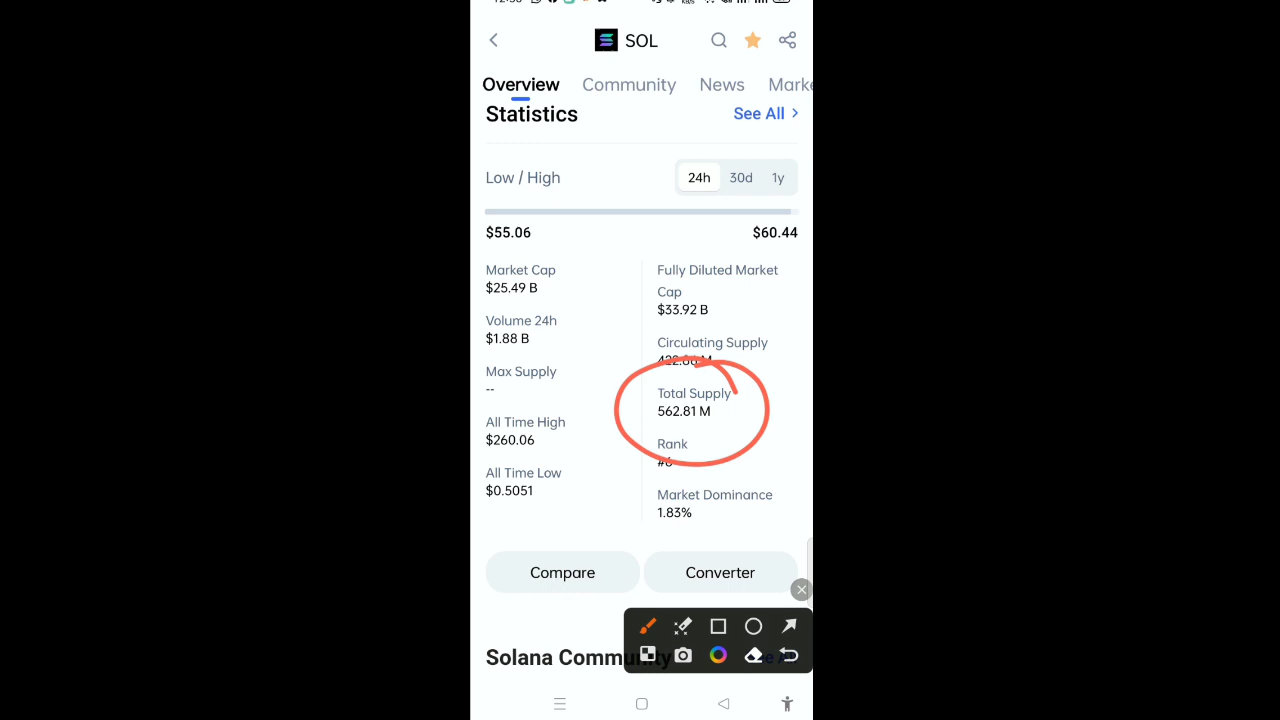 SOL
Overview Community News Marke
Statistics See All >
Low / High 24h 30d 1y
$55.06 $60.44
Market Cap
$25.49 B
Volume 24h
$1.88 B
Max Supply
--
All Time High
$260.06
All Time Low
$0.5051
Fully Diluted Market
Cap
$33.92 B
Circulating Supply
Total Supply
562.81 M
Rank
Market Dominance
1.83%
Compare Converter
Solana Community